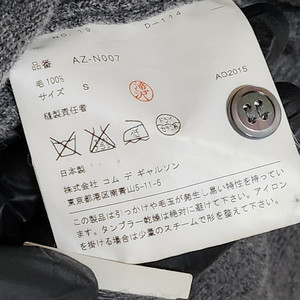 NO. 19 D-114
品番 AZ-N007
毛 100%
サイズ S
AD2015
縫製責任者
日本製
株式会社 コム デ ギャルソン
東京都港区南青山5-11-5
この製品は引っかけや毛玉が発生し易い特性を持ってい
ます。タンブラー乾燥は絶対に避けて下さい。アイロン
を掛ける場合は少量のスチームで形を整えて下さい。